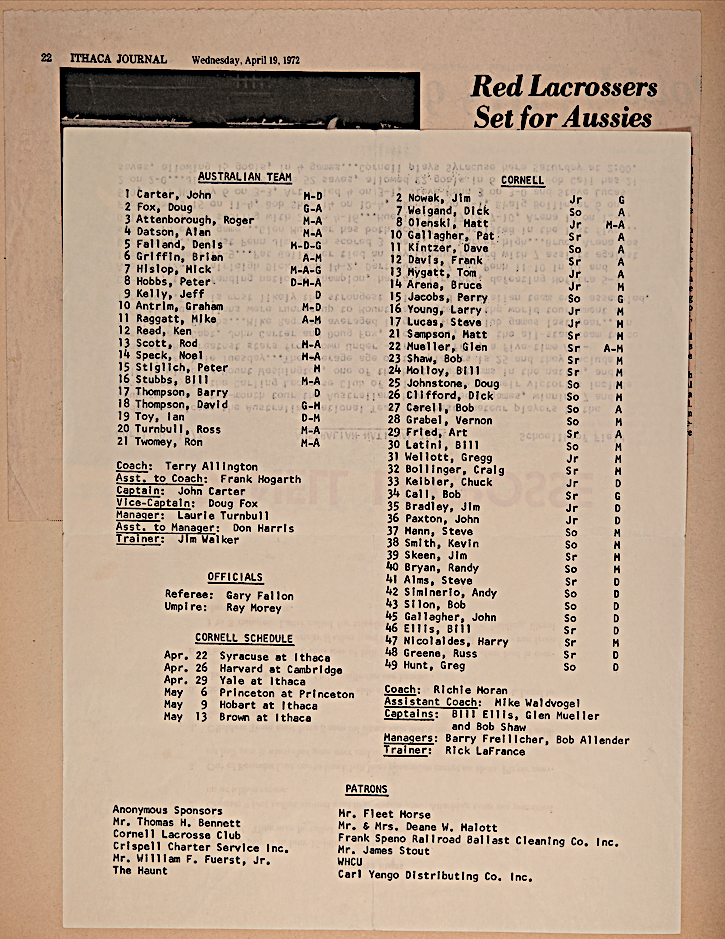 22 ITHACA JOURNAL Wednesday, April 19, 1972
Red Lacrossers
Set for Aussies
AUSTRALIAN TEAM
1 Carter, John M-D
2 Fox, Doug G-A
3 Attenborough, Roger M-A
4 Datson, Alan M-A
5 Falland, Denis M-D-G
6 Griffin, Brian A-M
7 Hislop, Mick M-A-G
8 Hobbs, Peter D-M-A
9 Kelly, Jeff D
10 Antrim, Graham M-D
11 Raggatt, Mike A-M
12 Read, Ken D
13 Scott, Rod M-A
14 Speck, Noel M-A
15 Stiglich, Peter M
16 Stubbs, Bill M-A
17 Thompson, Barry D
18 Thompson, David G-M
19 Toy, Ian D-M
20 Turnbull, Ross M-A
21 Twomey, Ron M-A
Coach: Terry Allington
Asst. to Coach: Frank Hogarth
Captain: John Carter
Vice-Captain: Doug Fox
Manager: Laurie Turnbull
Asst. to Manager: Don Harris
Trainer: Jim Walker
OFFICIALS
Referee: Gary Fallon
Umpire: Ray Morey
CORNELL SCHEDULE
Apr. 22 Syracuse at Ithaca
Apr. 26 Harvard at Cambridge
Apr. 29 Yale at Ithaca
May 6 Princeton at Princeton
May 9 Hobart at Ithaca
May 13 Brown at Ithaca
CORNELL
2 Nowak, Jim Jr G
7 Weigand, Dick So A
8 Olenski, Matt Jr M-A
10 Gallagher, Pat Sr A
11 Kintzer, Dave So A
12 Davis, Frank Sr A
13 Mygatt, Tom Jr A
14 Arena, Bruce Jr M
15 Jacobs, Perry So G
16 Young, Larry Jr M
17 Lucas, Steve Jr M
21 Sampson, Matt Sr M
22 Mueller, Glen Sr A-M
23 Shaw, Bob Sr M
24 Molloy, Bill Sr M
25 Johnstone, Doug So M
26 Clifford, Dick So M
27 Carell, Bob So A
28 Grabel, Vernon So M
29 Fried, Art Sr A
30 Latini, Bill So M
31 Wellott, Gregg Jr M
32 Bollinger, Craig Sr M
33 Keibler, Chuck Jr D
34 Call, Bob Sr G
35 Bradley, Jim Jr D
36 Paxton, John Jr D
37 Mann, Steve So M
38 Smith, Kevin So M
39 Skeen, Jim Sr M
40 Bryan, Randy So M
41 Alms, Steve Sr D
42 Siminerio, Andy So D
43 Silon, Bob So D
45 Gallagher, John So D
46 Ellis, Bill Sr D
47 Nicolaides, Harry Sr M
48 Greene, Russ Sr D
49 Hunt, Greg So D
Coach: Richie Moran
Assistant Coach: Mike Waldvogel
Captains: Bill Ellis, Glen Mueller
and Bob Shaw
Managers: Barry Freilicher, Bob Allender
Trainer: Rick LaFrance
PATRONS
Anonymous Sponsors
Mr. Thomas H. Bennett
Cornell Lacrosse Club
Crispell Charter Service Inc.
Mr. William F. Fuerst, Jr.
The Haunt
Mr. Fleet Morse
Mr. & Mrs. Deane W. Malott
Frank Speno Railroad Ballast Cleaning Co. Inc.
Mr. James Stout
WHCU
Carl Yengo Distributing Co. Inc.